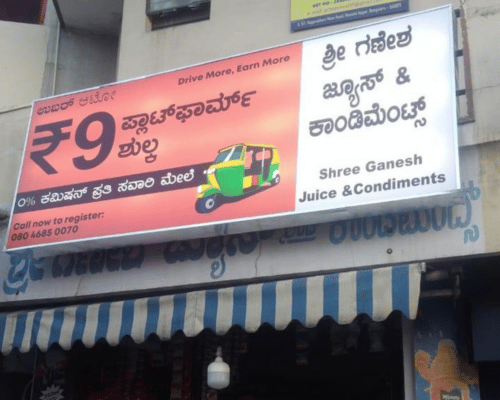 Drive More, Earn More
ಉಬರ್ ಆಟೋ
₹9 ಪ್ಲಾಟ್‌ಫಾರ್ಮ್
ಶುಲ್ಕ
0% ಕಮಿಷನ್ ಪ್ರತಿ ಸವಾರಿ ಮೇಲೆ
Call now to register:
080 4685 0070
ಶ್ರೀ ಗಣೇಶ
ಜ್ಯೂಸ್ &
ಕಾಂಡಿಮೆಂಟ್ಸ್
Shree Ganesh
Juice &Condiments